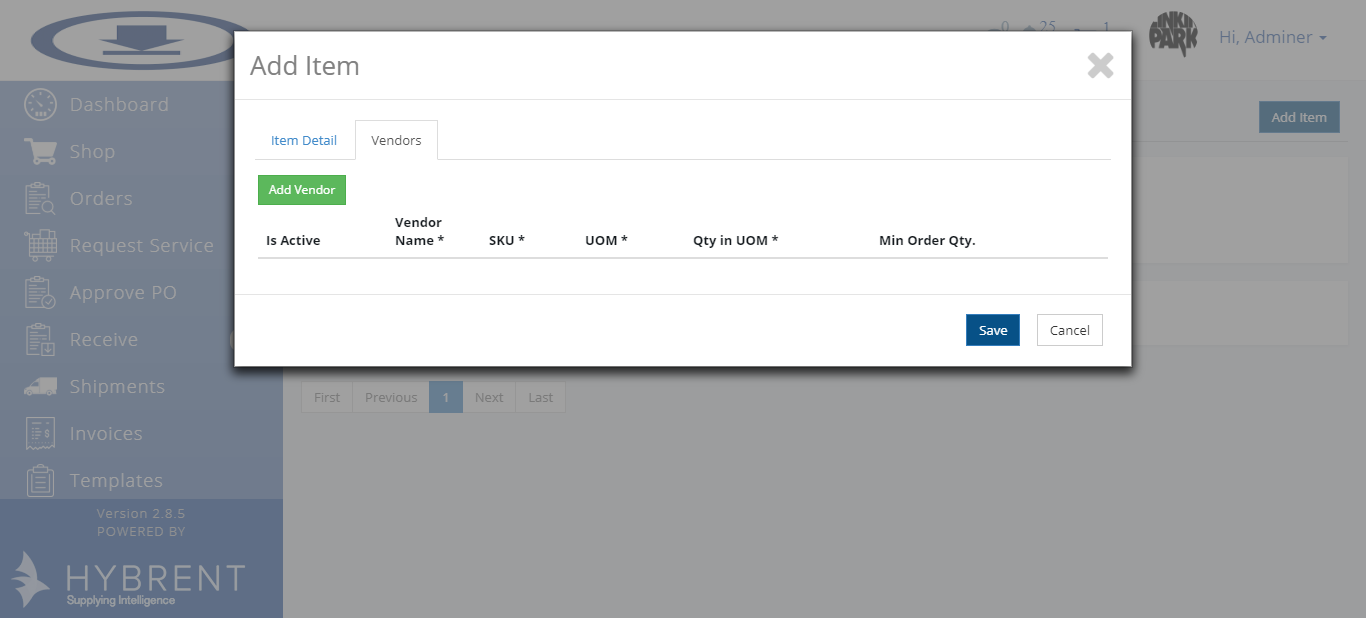 0 25 1
LINKIN
PARK
Hi, Adminer
Add Item
Dashboard
Shop
Orders
Request Service
Approve PO
Receive
Shipments
Invoices
Templates
Version 2.8.5
POWERED BY
HYBRENT
Supplying Intelligence
Add Item
Item Detail Vendors
Add Vendor
Is Active Vendor Name * SKU * UOM * Qty in UOM * Min Order Qty.
Save Cancel
First Previous 1 Next Last